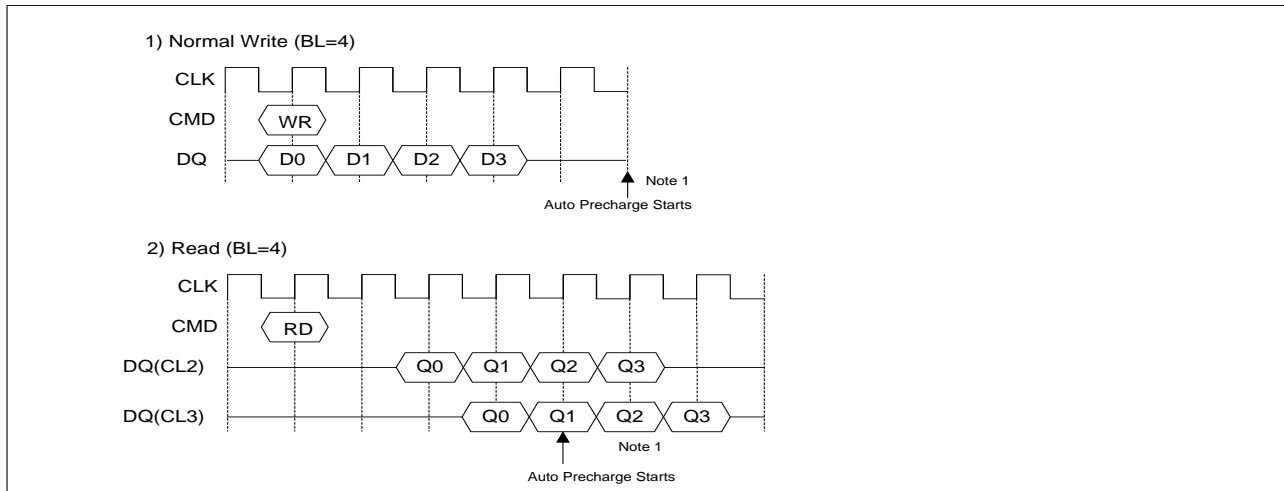 1) Normal Write (BL=4)
CLK
CMD WR
DQ D0 D1 D2 D3
Note 1
Auto Precharge Starts
2) Read (BL=4)
CLK
CMD RD
DQ(CL2) Q0 Q1 Q2 Q3
DQ(CL3) Q0 Q1 Q2 Q3
Note 1
Auto Precharge Starts